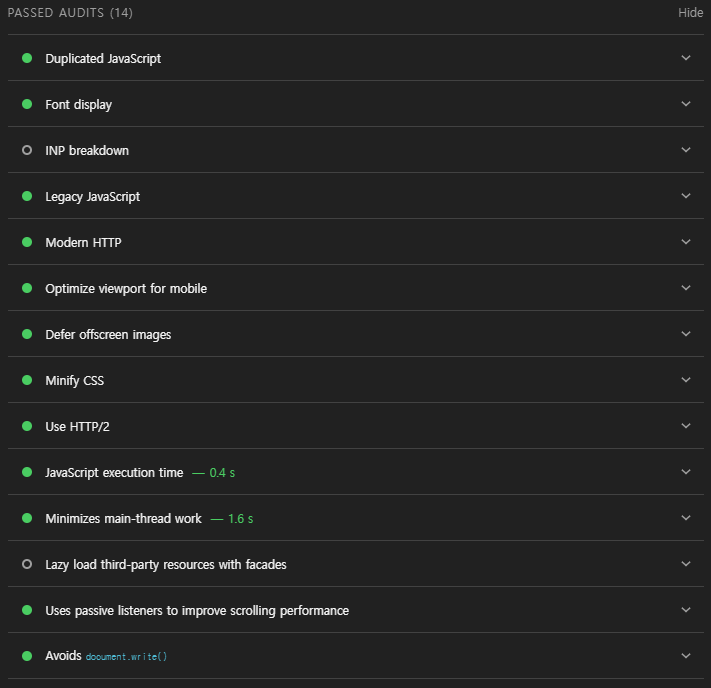 PASSED AUDITS (14) Hide
Duplicated JavaScript
Font display
INP breakdown
Legacy JavaScript
Modern HTTP
Optimize viewport for mobile
Defer offscreen images
Minify CSS
Use HTTP/2
JavaScript execution time — 0.4 s
Minimizes main-thread work — 1.6 s
Lazy load third-party resources with facades
Uses passive listeners to improve scrolling performance
Avoids document.write()